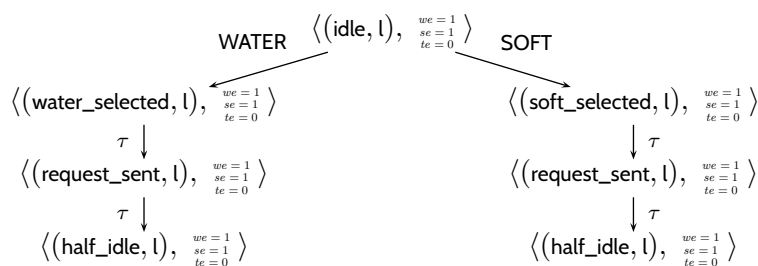 WATER ⟨(idle, l), we = 1 se = 1 te = 0⟩ SOFT
⟨(water_selected, l), we = 1 se = 1 te = 0⟩ ⟨(soft_selected, l), we = 1 se = 1 te = 0⟩
τ τ
⟨(request_sent, l), we = 1 se = 1 te = 0⟩ ⟨(request_sent, l), we = 1 se = 1 te = 0⟩
τ τ
⟨(half_idle, l), we = 1 se = 1 te = 0⟩ ⟨(half_idle, l), we = 1 se = 1 te = 0⟩